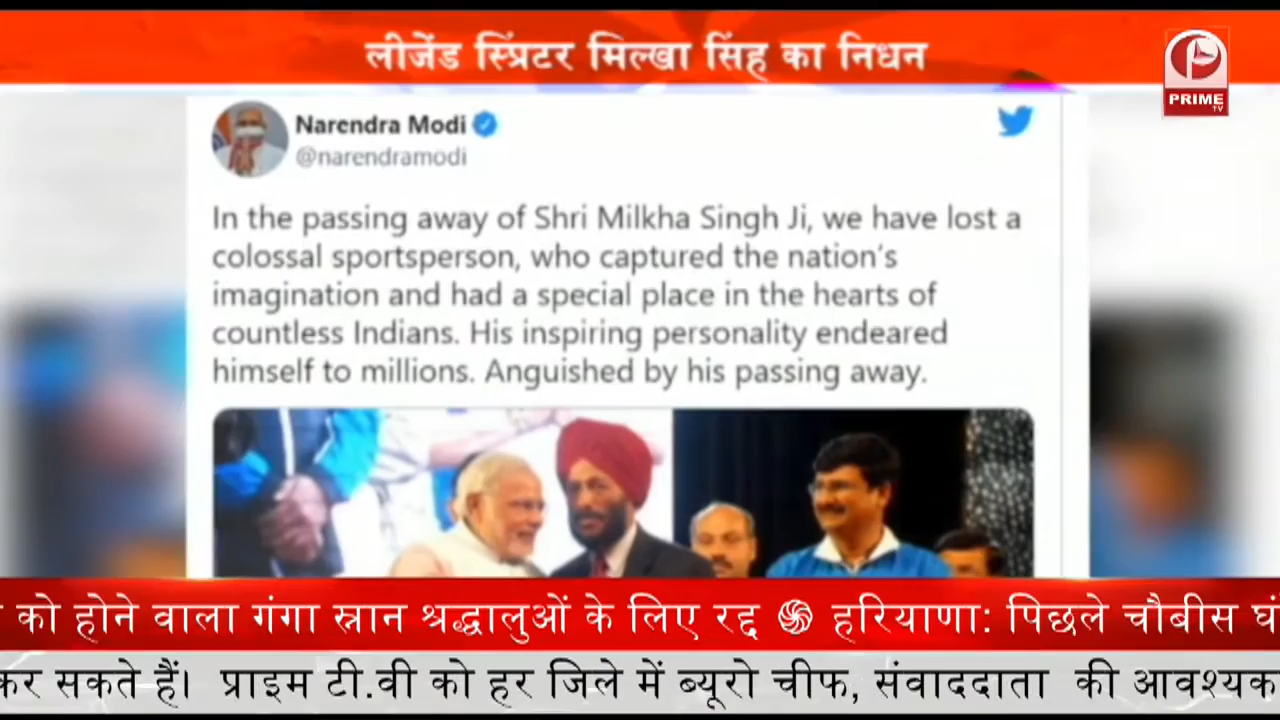 लीजेंड स्प्रिंटर मिल्खा सिंह का निधन
PRIME
TV
Narendra Modi
@narendramodi
In the passing away of Shri Milkha Singh Ji, we have lost a
colossal sportsperson, who captured the nation's
imagination and had a special place in the hearts of
countless Indians. His inspiring personality endeared
himself to millions. Anguished by his passing away.
को होने वाला गंगा स्नान श्रद्धालुओं के लिए रद्द हरियाणा: पिछले चौबीस घं
कर सकते हैं। प्राइम टी.वी को हर जिले में ब्यूरो चीफ, संवाददाता की आवश्यक